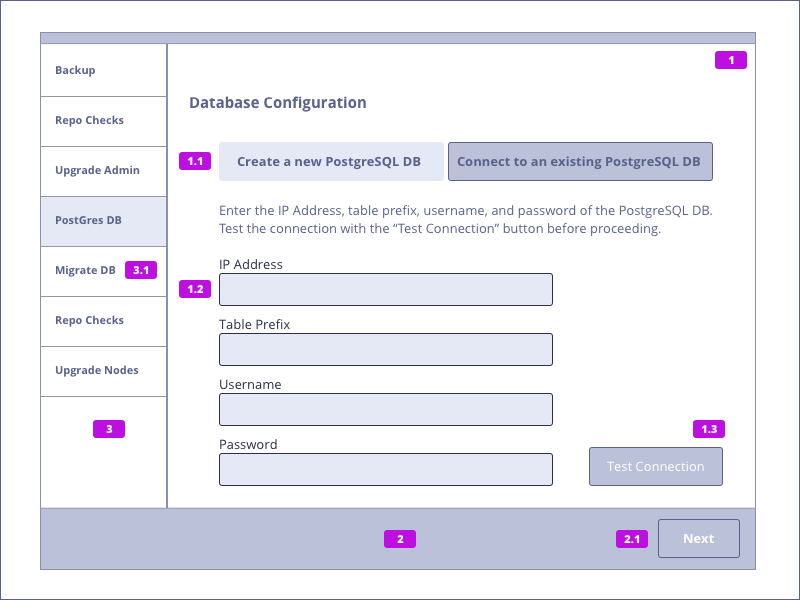 Backup
Repo Checks
Upgrade Admin
PostGres DB
Migrate DB 3.1
Repo Checks
Upgrade Nodes
3
1
Database Configuration
1.1 Create a new PostgreSQL DB Connect to an existing PostgreSQL DB
Enter the IP Address, table prefix, username, and password of the PostgreSQL DB.
Test the connection with the “Test Connection” button before proceeding.
IP Address
1.2
Table Prefix
Username
Password
1.3
Test Connection
2
2.1 Next